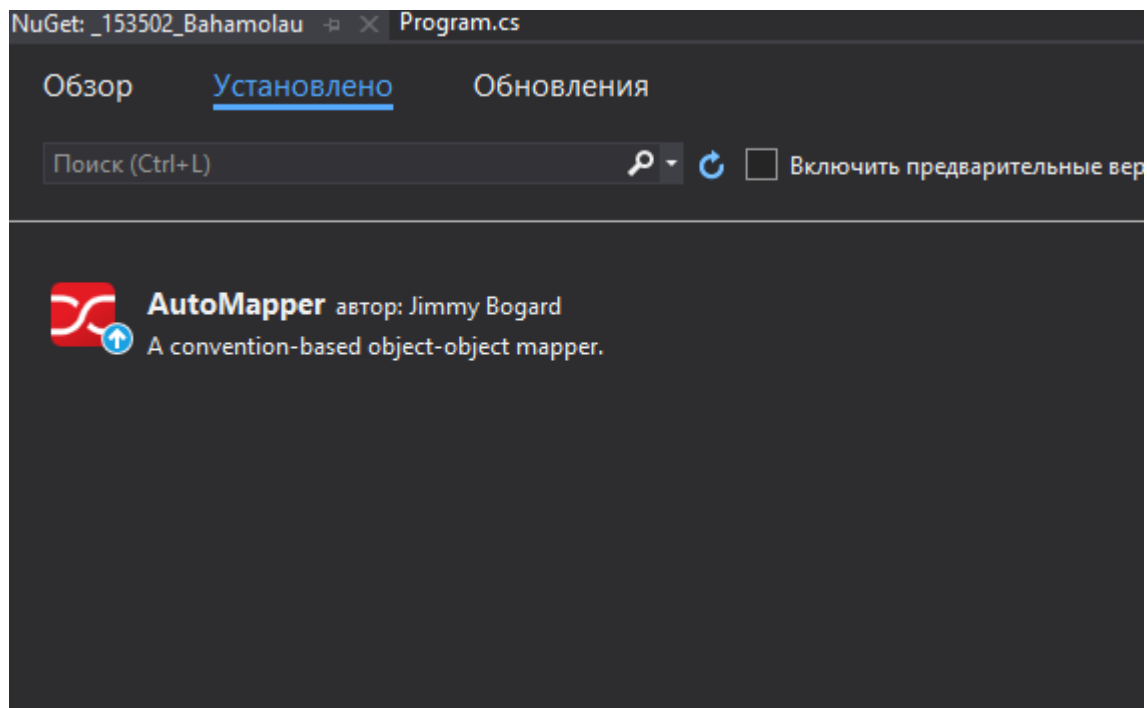 NuGet: _153502_Bahamolau Program.cs
Обзор Установлено Обновления
Поиск (Ctrl+L) Включить предварительные вер
AutoMapper автор: Jimmy Bogard
A convention-based object-object mapper.